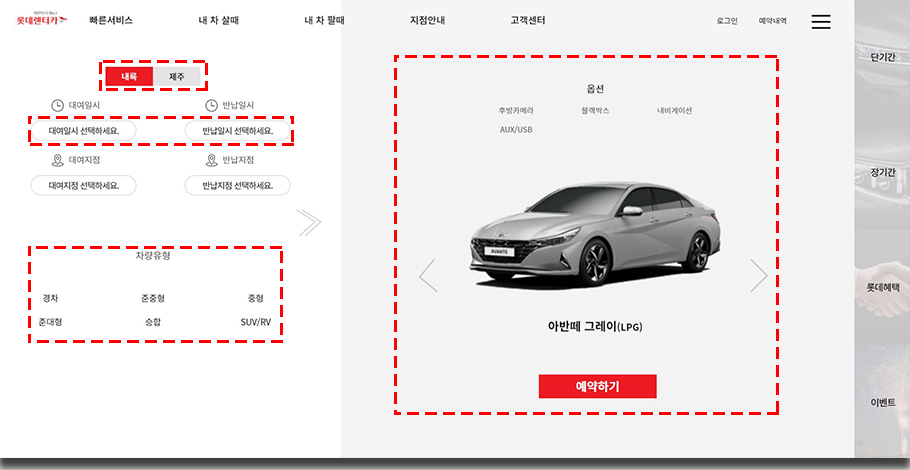 대한민국 No.1
롯데렌터카
빠른서비스 내 차 살때 내 차 팔때 지점안내 고객센터 로그인 예약내역
내륙 제주
대여일시 반납일시
대여일시 선택하세요. 반납일시 선택하세요.
대여지점 반납지점
대여지점 선택하세요. 반납지점 선택하세요.
차량유형
경차 준중형 중형
준대형 승합 SUV/RV
옵션
후방카메라 블랙박스 내비게이션
AUX/USB
AVANTE
아반떼 그레이(LPG)
예약하기
단기간
장기간
롯데혜택
이벤트